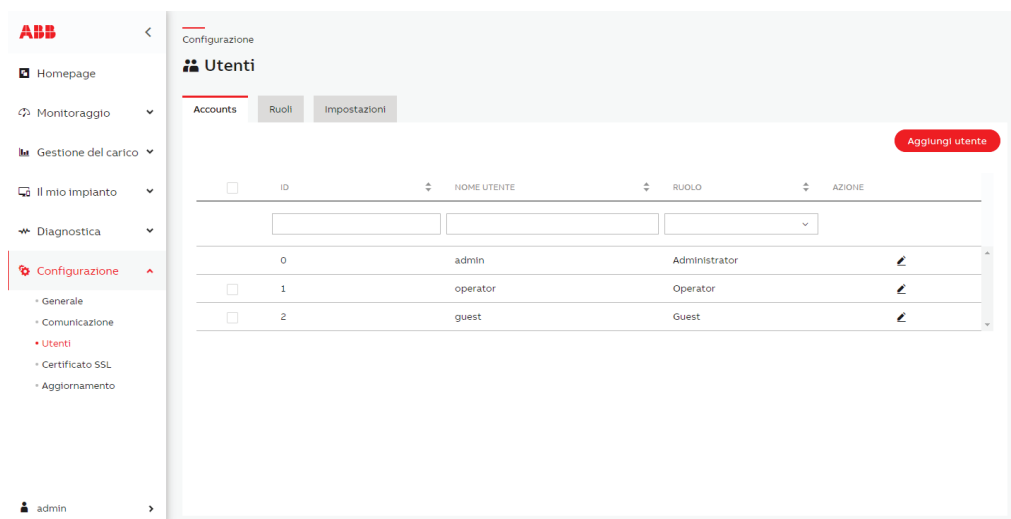 ABB
Homepage
Monitoraggio
Gestione del carico
Il mio impianto
Diagnostica
Configurazione
Generale
Comunicazione
Utenti
Certificato SSL
Aggiornamento
admin
Configurazione
Utenti
Accounts Ruoli Impostazioni
Aggiungi utente
ID NOME UTENTE RUOLO AZIONE
0 admin Administrator
1 operator Operator
2 guest Guest